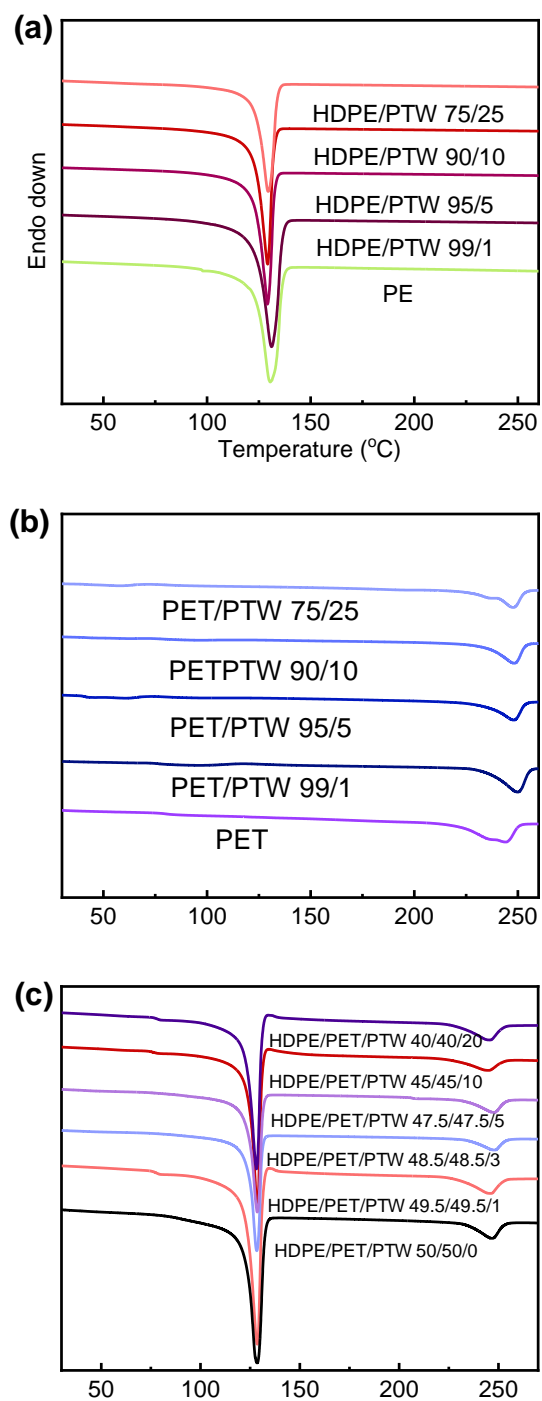 (a)
Endo down
HDPE/PTW 75/25
HDPE/PTW 90/10
HDPE/PTW 95/5
HDPE/PTW 99/1
PE
50 100 150 200 250
Temperature (oC)
(b)
PET/PTW 75/25
PETPTW 90/10
PET/PTW 95/5
PET/PTW 99/1
PET
50 100 150 200 250
(c)
HDPE/PET/PTW 40/40/20
HDPE/PET/PTW 45/45/10
HDPE/PET/PTW 47.5/47.5/5
HDPE/PET/PTW 48.5/48.5/3
HDPE/PET/PTW 49.5/49.5/1
HDPE/PET/PTW 50/50/0
50 100 150 200 250